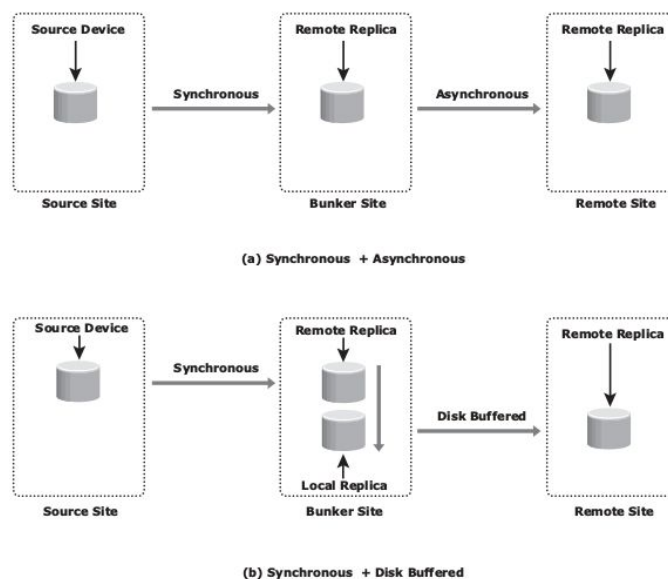 Source Device
Remote Replica
Remote Replica
Synchronous
Asynchronous
Source Site
Bunker Site
Remote Site
(a) Synchronous + Asynchronous
Source Device
Remote Replica
Remote Replica
Synchronous
Disk Buffered
Local Replica
Source Site
Bunker Site
Remote Site
(b) Synchronous + Disk Buffered